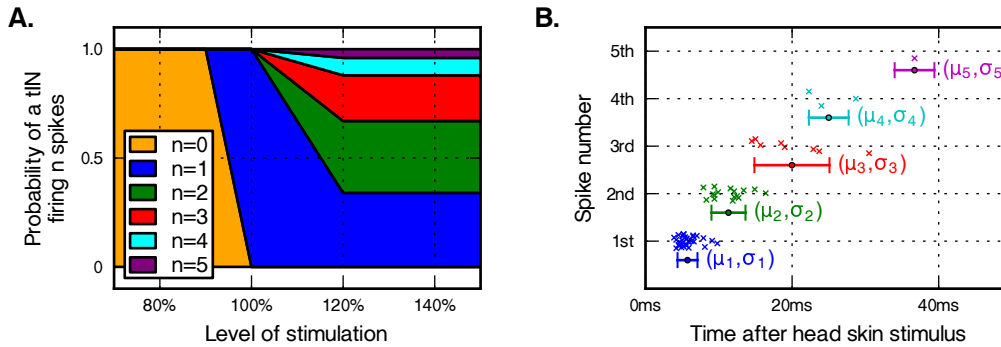 A.
Probability of a tIN
firing n spikes
1.0
0.5
0
n=0
n=1
n=2
n=3
n=4
n=5
80%
100%
120%
140%
Level of stimulation
B.
Spike number
5th
4th
3rd
2nd
1st
(μ5,σ5)
(μ4,σ4)
(μ3,σ3)
(μ2,σ2)
(μ1,σ1)
0ms
20ms
40ms
Time after head skin stimulus